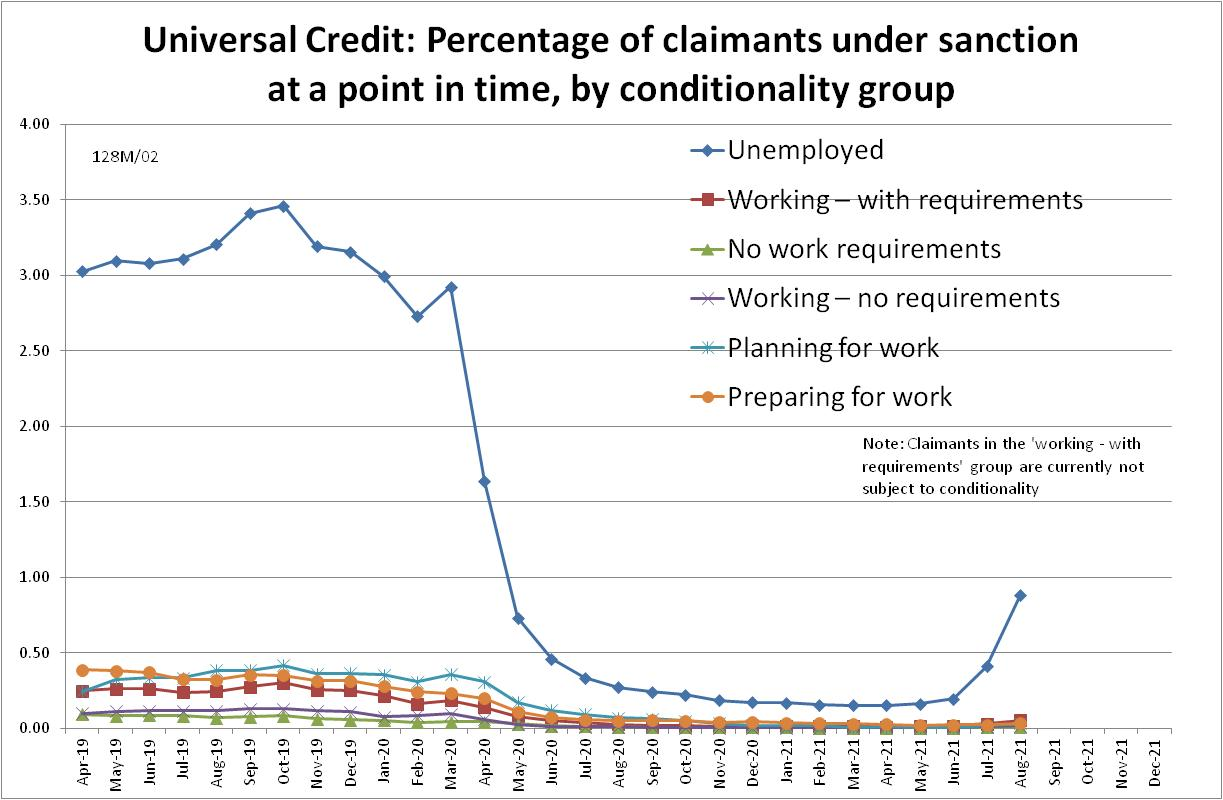 Universal Credit: Percentage of claimants under sanction
at a point in time, by conditionality group
4.00
128M/02
Unemployed
3.50
Working – with requirements
No work requirements
3.00
Working – no requirements
2.50
Planning for work
Preparing for work
2.00
Note: Claimants in the 'working - with
requirements' group are currently not
subject to conditionality
1.50
1.00
0.50
0.00
Apr-19
May-19
Jun-19
Jul-19
Aug-19
Sep-19
Oct-19
Nov-19
Dec-19
Jan-20
Feb-20
Mar-20
Apr-20
May-20
Jun-20
Jul-20
Aug-20
Sep-20
Oct-20
Nov-20
Dec-20
Jan-21
Feb-21
Mar-21
Apr-21
May-21
Jun-21
Jul-21
Aug-21
Sep-21
Oct-21
Nov-21
Dec-21